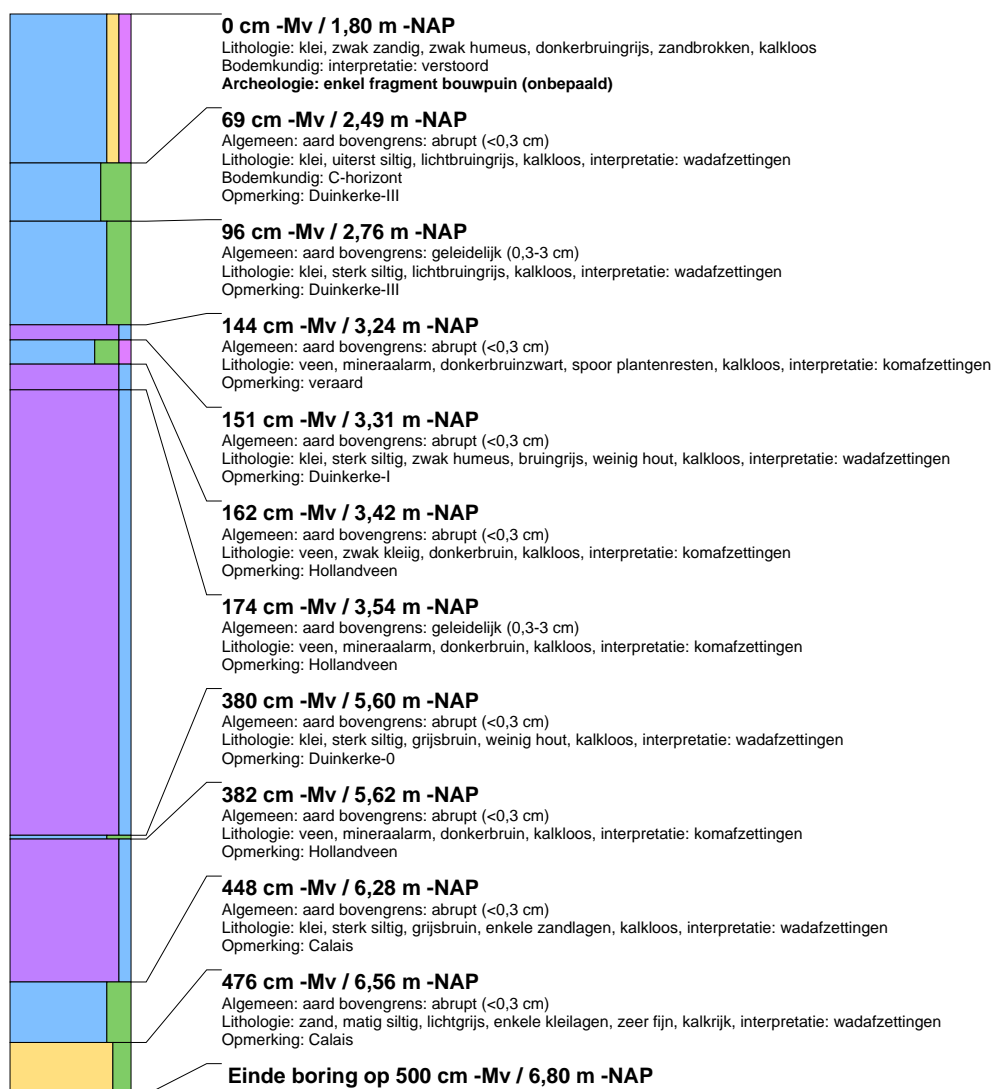 0 cm -Mv / 1,80 m -NAP
Lithologie: klei, zwak zandig, zwak humeus, donkerbruingrijs, zandbrokken, kalkloos
Bodemkundig: interpretatie: verstoord
Archeologie: enkel fragment bouwpuin (onbepaald)
69 cm -Mv / 2,49 m -NAP
Algemeen: aard bovengrens: abrupt (<0,3 cm)
Lithologie: klei, uiterst siltig, lichtbruingrijs, kalkloos, interpretatie: wadafzettingen
Bodemkundig: C-horizont
Opmerking: Duinkerke-III
96 cm -Mv / 2,76 m -NAP
Algemeen: aard bovengrens: geleidelijk (0,3-3 cm)
Lithologie: klei, sterk siltig, lichtbruingrijs, kalkloos, interpretatie: wadafzettingen
Opmerking: Duinkerke-III
144 cm -Mv / 3,24 m -NAP
Algemeen: aard bovengrens: abrupt (<0,3 cm)
Lithologie: veen, mineraalarm, donkerbruinzwart, spoor plantenresten, kalkloos, interpretatie: komafzettingen
Opmerking: veraard
151 cm -Mv / 3,31 m -NAP
Algemeen: aard bovengrens: abrupt (<0,3 cm)
Lithologie: klei, sterk siltig, zwak humeus, bruingrijs, weinig hout, kalkloos, interpretatie: wadafzettingen
Opmerking: Duinkerke-I
162 cm -Mv / 3,42 m -NAP
Algemeen: aard bovengrens: abrupt (<0,3 cm)
Lithologie: veen, zwak kleiig, donkerbruin, kalkloos, interpretatie: komafzettingen
Opmerking: Hollandveen
174 cm -Mv / 3,54 m -NAP
Algemeen: aard bovengrens: geleidelijk (0,3-3 cm)
Lithologie: veen, mineraalarm, donkerbruin, kalkloos, interpretatie: komafzettingen
Opmerking: Hollandveen
380 cm -Mv / 5,60 m -NAP
Algemeen: aard bovengrens: abrupt (<0,3 cm)
Lithologie: klei, sterk siltig, grijsbruin, weinig hout, kalkloos, interpretatie: wadafzettingen
Opmerking: Duinkerke-0
382 cm -Mv / 5,62 m -NAP
Algemeen: aard bovengrens: abrupt (<0,3 cm)
Lithologie: veen, mineraalarm, donkerbruin, kalkloos, interpretatie: komafzettingen
Opmerking: Hollandveen
448 cm -Mv / 6,28 m -NAP
Algemeen: aard bovengrens: abrupt (<0,3 cm)
Lithologie: klei, sterk siltig, grijsbruin, enkele zandlagen, kalkloos, interpretatie: wadafzettingen
Opmerking: Calais
476 cm -Mv / 6,56 m -NAP
Algemeen: aard bovengrens: abrupt (<0,3 cm)
Lithologie: zand, matig siltig, lichtgrijs, enkele kleilagen, zeer fijn, kalkrijk, interpretatie: wadafzettingen
Opmerking: Calais
Einde boring op 500 cm -Mv / 6,80 m -NAP